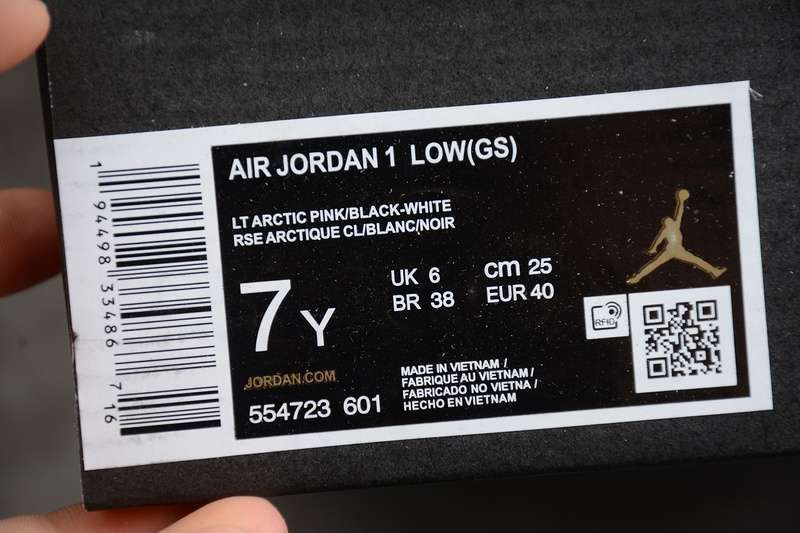 AIR JORDAN 1 LOW(GS)
LT ARCTIC PINK/BLACK-WHITE
RSE ARCTIQUE CL/BLANC/NOIR
7 Y
UK 6 cm 25
BR 38 EUR 40
RFID
JORDAN.COM
554723 601
MADE IN VIETNAM /
FABRIQUE AU VIETNAM /
FABRICADO NO VIETNA /
HECHO EN VIETNAM
1 94498 33486 716